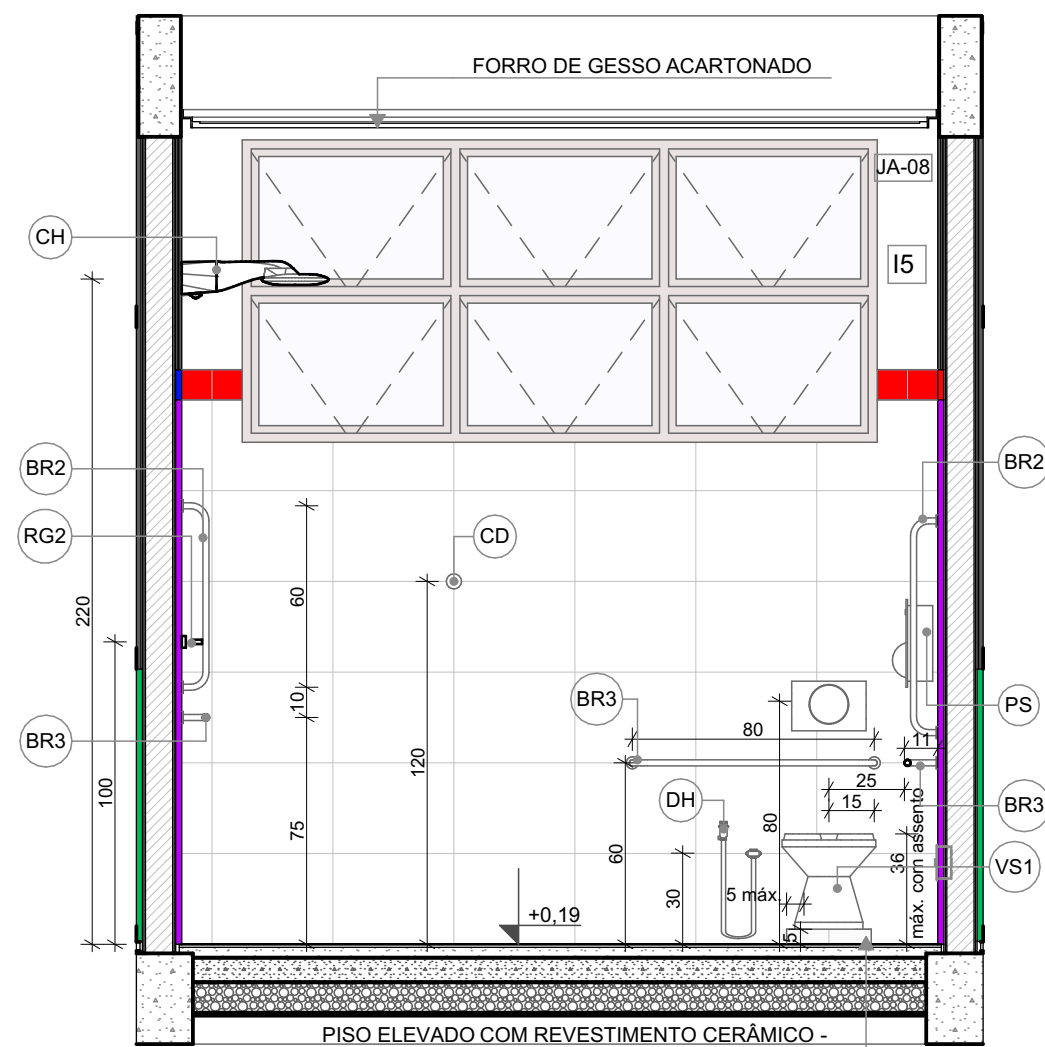 FORRO DE GESSO ACARTONADO
JA-08
CH
I5
BR2
BR2
RG2
CD
220
60
10
BR3
80
11
PS
BR3
120
100
25
15
BR3
DH
75
80
60
30
36
máx. com assento
VS1
5 máx.
5
+0,19
PISO ELEVADO COM REVESTIMENTO CERÂMICO -